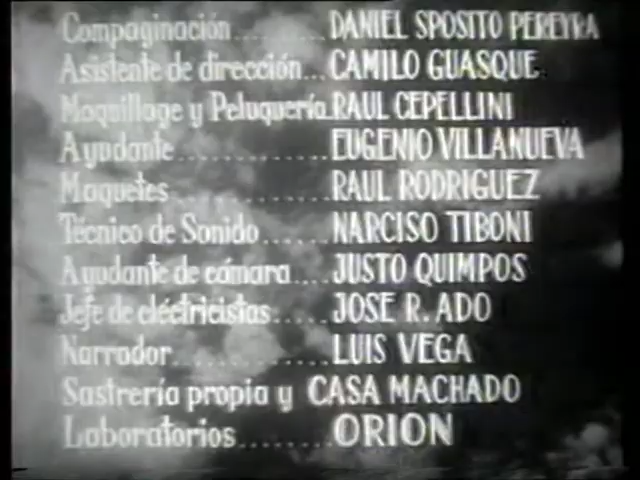 Compaginación.........DANIEL SPOSITO PEREYRA
Asistente de dirección...CAMILO GUASQUE
Maquillage y Peluquería.RAUL CEPELLINI
Ayudante..............EUGENIO VILLANUEVA
Maquetes..............RAUL RODRIGUEZ
Técnico de Sonido......NARCISO TIBONI
Ayudante de cámara....JUSTO QUIMPOS
Jefe de eléctricistas......JOSE R. ADO
Narrador..............LUIS VEGA
Sastrería propia y CASA MACHADO
Laboratorios........ORION